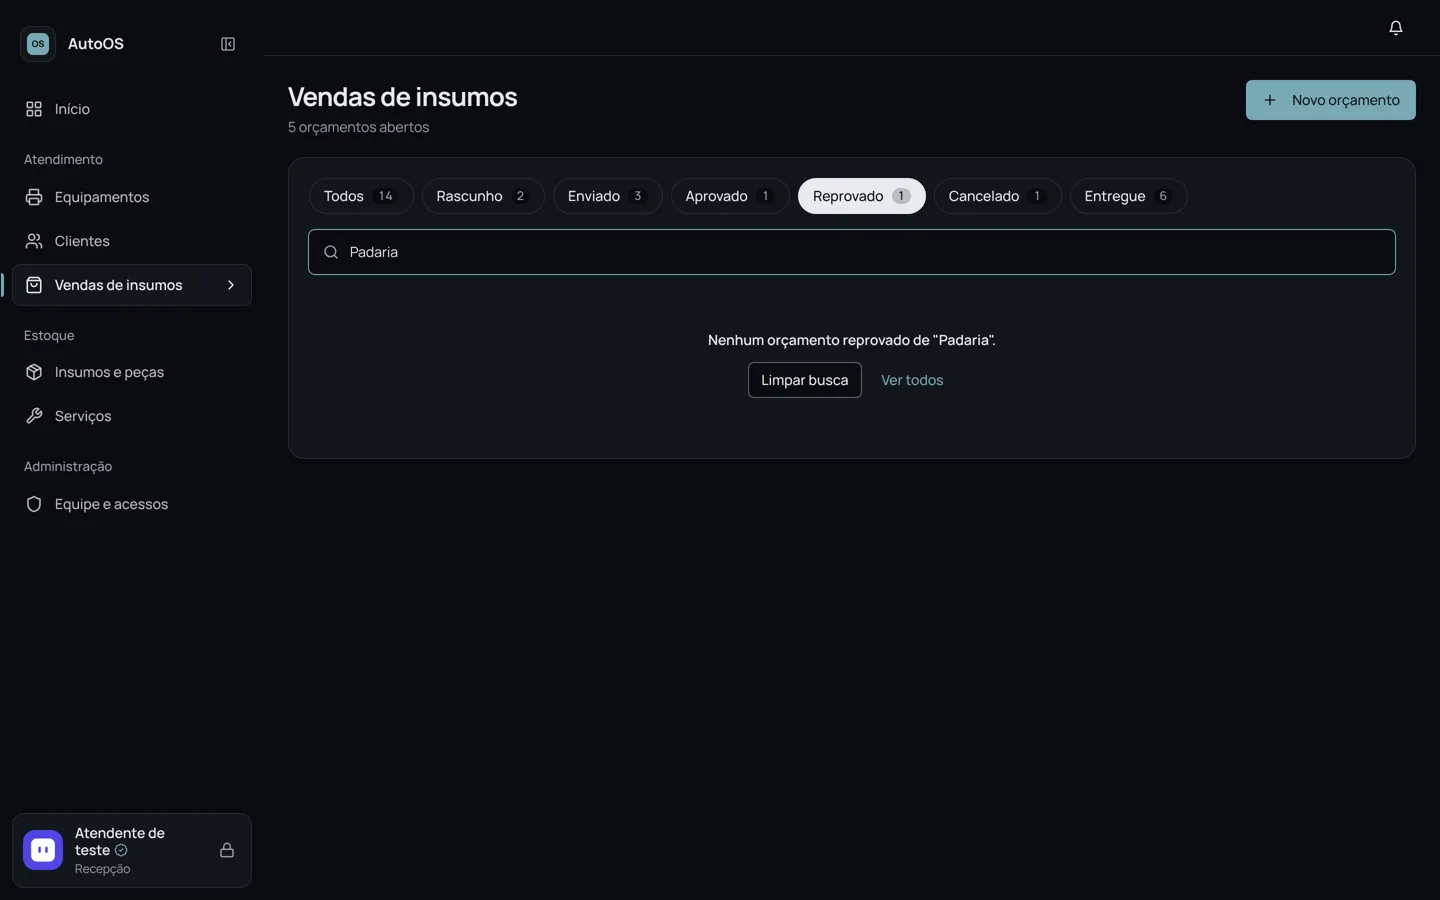 OS AutoOS
Início
Atendimento
Equipamentos
Clientes
Vendas de insumos
Estoque
Insumos e peças
Serviços
Administração
Equipe e acessos
Atendente de
teste
Recepção
Vendas de insumos
5 orçamentos abertos
+ Novo orçamento
Todos 14 Rascunho 2 Enviado 3 Aprovado 1 Reprovado 1 Cancelado 1 Entregue 6
Padaria
Nenhum orçamento reprovado de "Padaria".
Limpar busca Ver todos